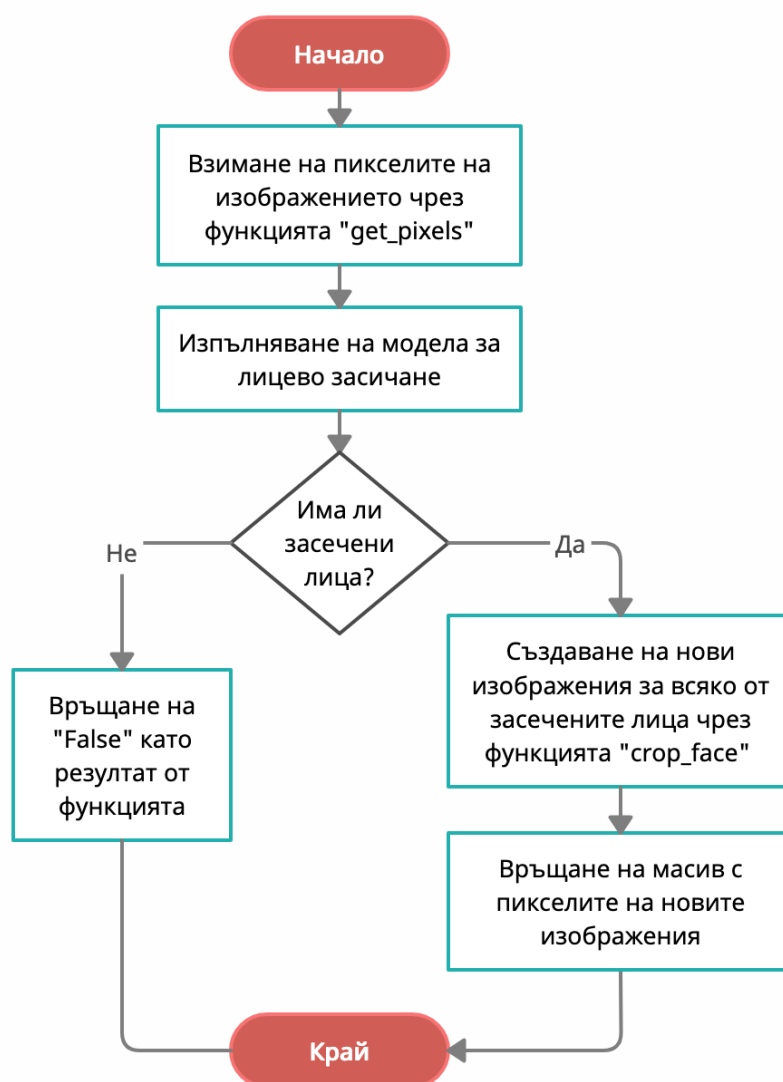 Начало
Взимане на пикселите на
изображението чрез
функцията "get_pixels"
Изпълняване на модела за
лицево засичане
Има ли
засечени
лица?
Не
Да
Връщане на
"False" като
резултат от
функцията
Създаване на нови
изображения за всяко от
засечените лица чрез
функцията "crop_face"
Връщане на масив с
пикселите на новите
изображения
Край